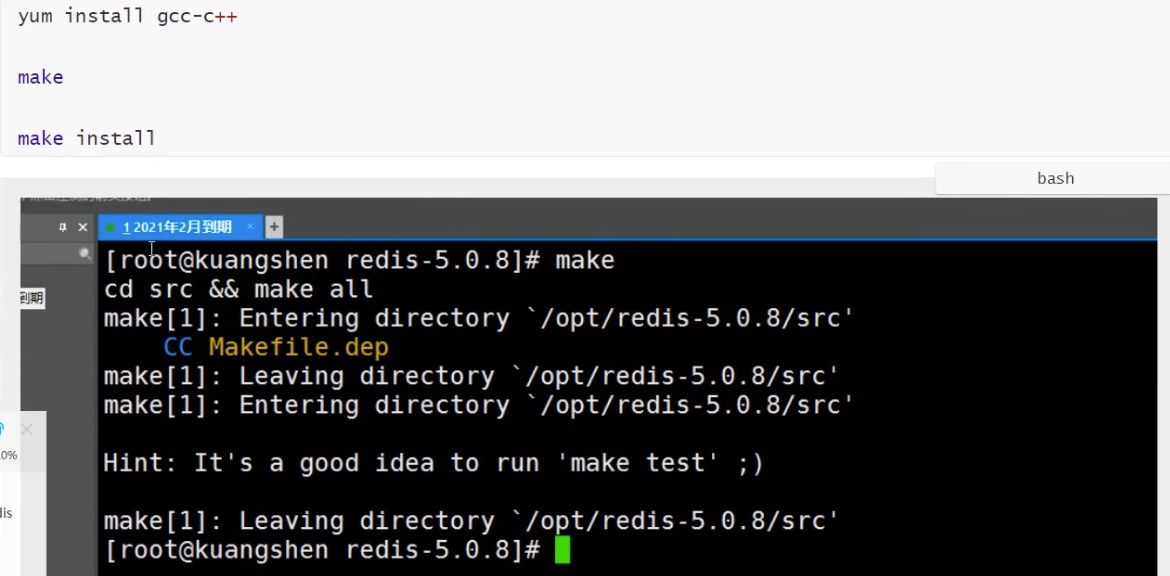 yum install gcc-c++
make
make install
bash
1 2021年2月到期
[root@kuangshen redis-5.0.8]# make
cd src && make all
到期
make[1]: Entering directory `/opt/redis-5.0.8/src'
CC Makefile.dep
make[1]: Leaving directory `/opt/redis-5.0.8/src'
make[1]: Entering directory `/opt/redis-5.0.8/src'
0%
Hint: It's a good idea to run 'make test' ;)
dis
make[1]: Leaving directory `/opt/redis-5.0.8/src'
[root@kuangshen redis-5.0.8]#